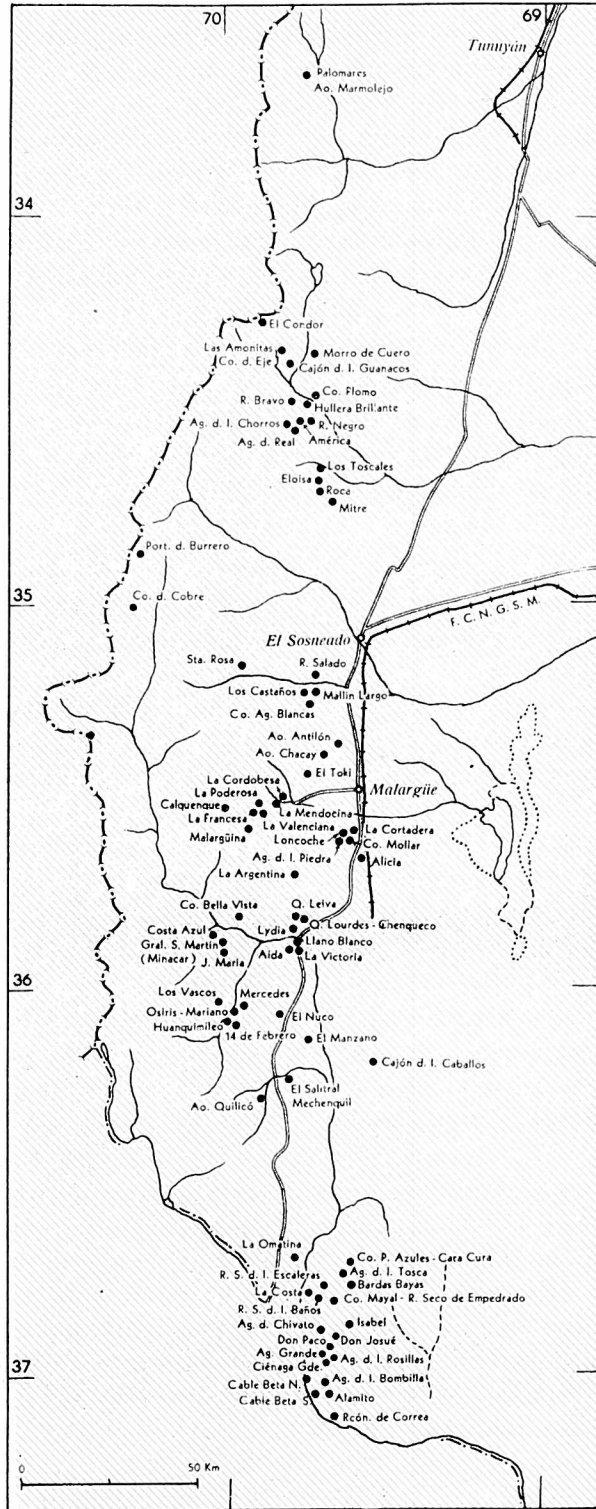 70
69
Tunuyán
Palomares
Ao. Marmolejo
34
El Condor
Las Amonitas
Morro de Cuero
Co. d. Eje
Cajón d. l. Guanacos
Co. Plomo
R. Bravo
Hullera Brillante
Ag. d. l. Chorros
R. Negro
América
Ag. d. Real
Los Toscales
Eloisa
Roca
Mitre
Port. d. Burrero
35
Co. d. Cobre
F. C. N. G. S. M.
El Sosneado
Sta. Rosa
R. Salado
Los Castaños
Mallin Largo
Co. Ag. Blancas
Ao. Antilón
Ao. Chacay
El Toki
La Cordobesa
Malargüe
La Poderosa
Calquenque
La Mendocina
La Francesa
La Valenciana
La Cortadera
Malargüina
Loncoche
Co. Mollar
Ag. d. l. Piedra
Alicia
La Argentina
Co. Bella Vista
Q. Leiva
Costa Azul
Lydia
Q. Lourdes - Chenqueco
Gral. S. Martín
Llano Blanco
(Minacar)
J. María
Aida
La Victoria
36
Los Vascos
Mercedes
Osiris - Mariano
El Nuco
Huanquimileo
14 de Febrero
El Manzano
Cajón d. l. Caballos
El Salitral
Mechenquil
Ao. Quilicó
La Omatina
Co. P. Azules - Cara Cura
Ag. d. l. Tosca
R. S. d. l. Escaleras
Bardas Bayas
La Costa
Co. Mayal - R. Seco de Empedrado
R. S. d. l. Baños
Isabel
Ag. d. Chivato
Don Paco
Don Josué
Ag. Grande
Ag. d. l. Rosillas
Ciénaga Gde.
37
Ag. d. l. Bombilla
Cable Beta N.
Cable Beta S.
Alamito
Rcón. de Correa
0
50 Km